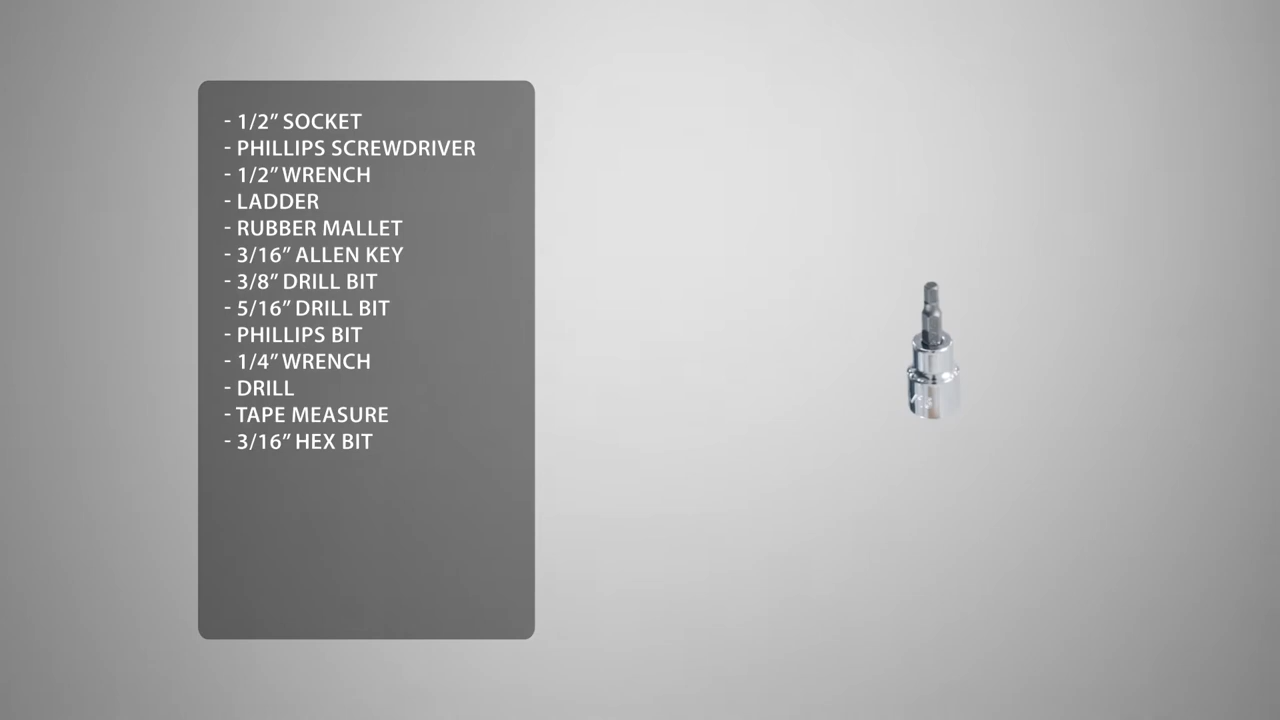 - 1/2” SOCKET
- PHILLIPS SCREWDRIVER
- 1/2” WRENCH
- LADDER
- RUBBER MALLET
- 3/16” ALLEN KEY
- 3/8” DRILL BIT
- 5/16” DRILL BIT
- PHILLIPS BIT
- 1/4” WRENCH
- DRILL
- TAPE MEASURE
- 3/16” HEX BIT